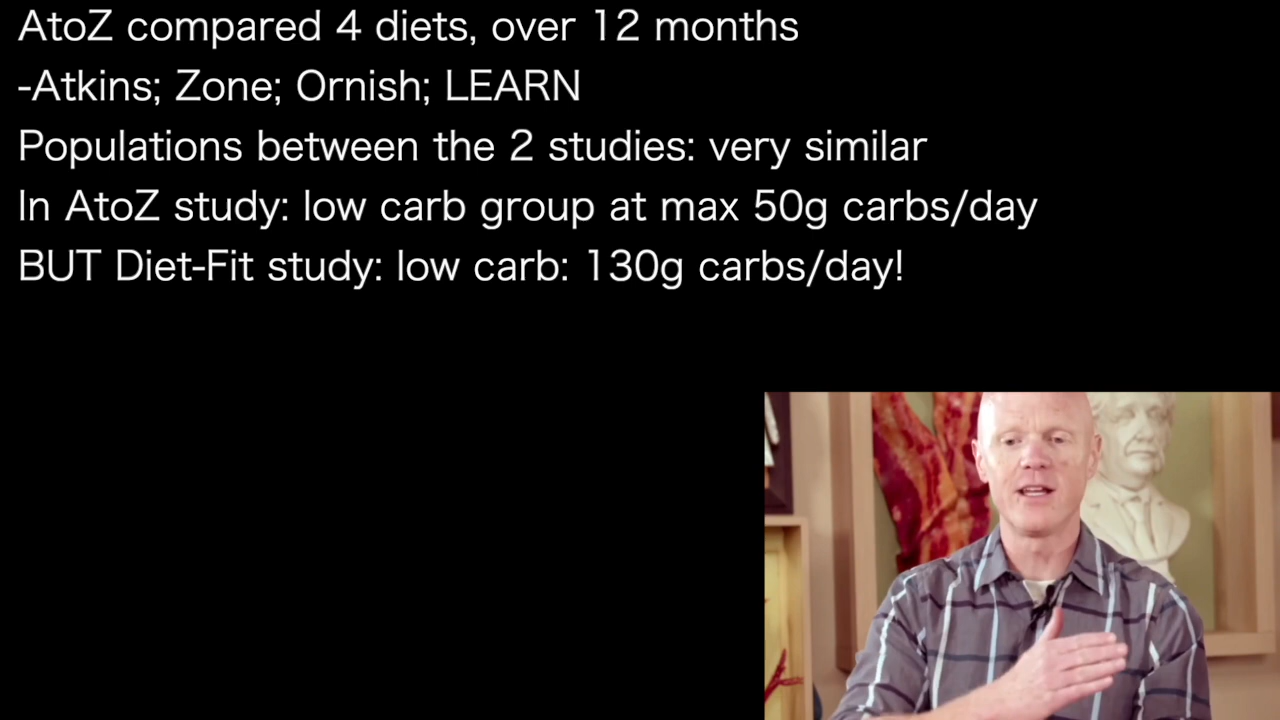 AtoZ compared 4 diets, over 12 months
-Atkins; Zone; Ornish; LEARN
Populations between the 2 studies: very similar
In AtoZ study: low carb group at max 50g carbs/day
BUT Diet-Fit study: low carb: 130g carbs/day!